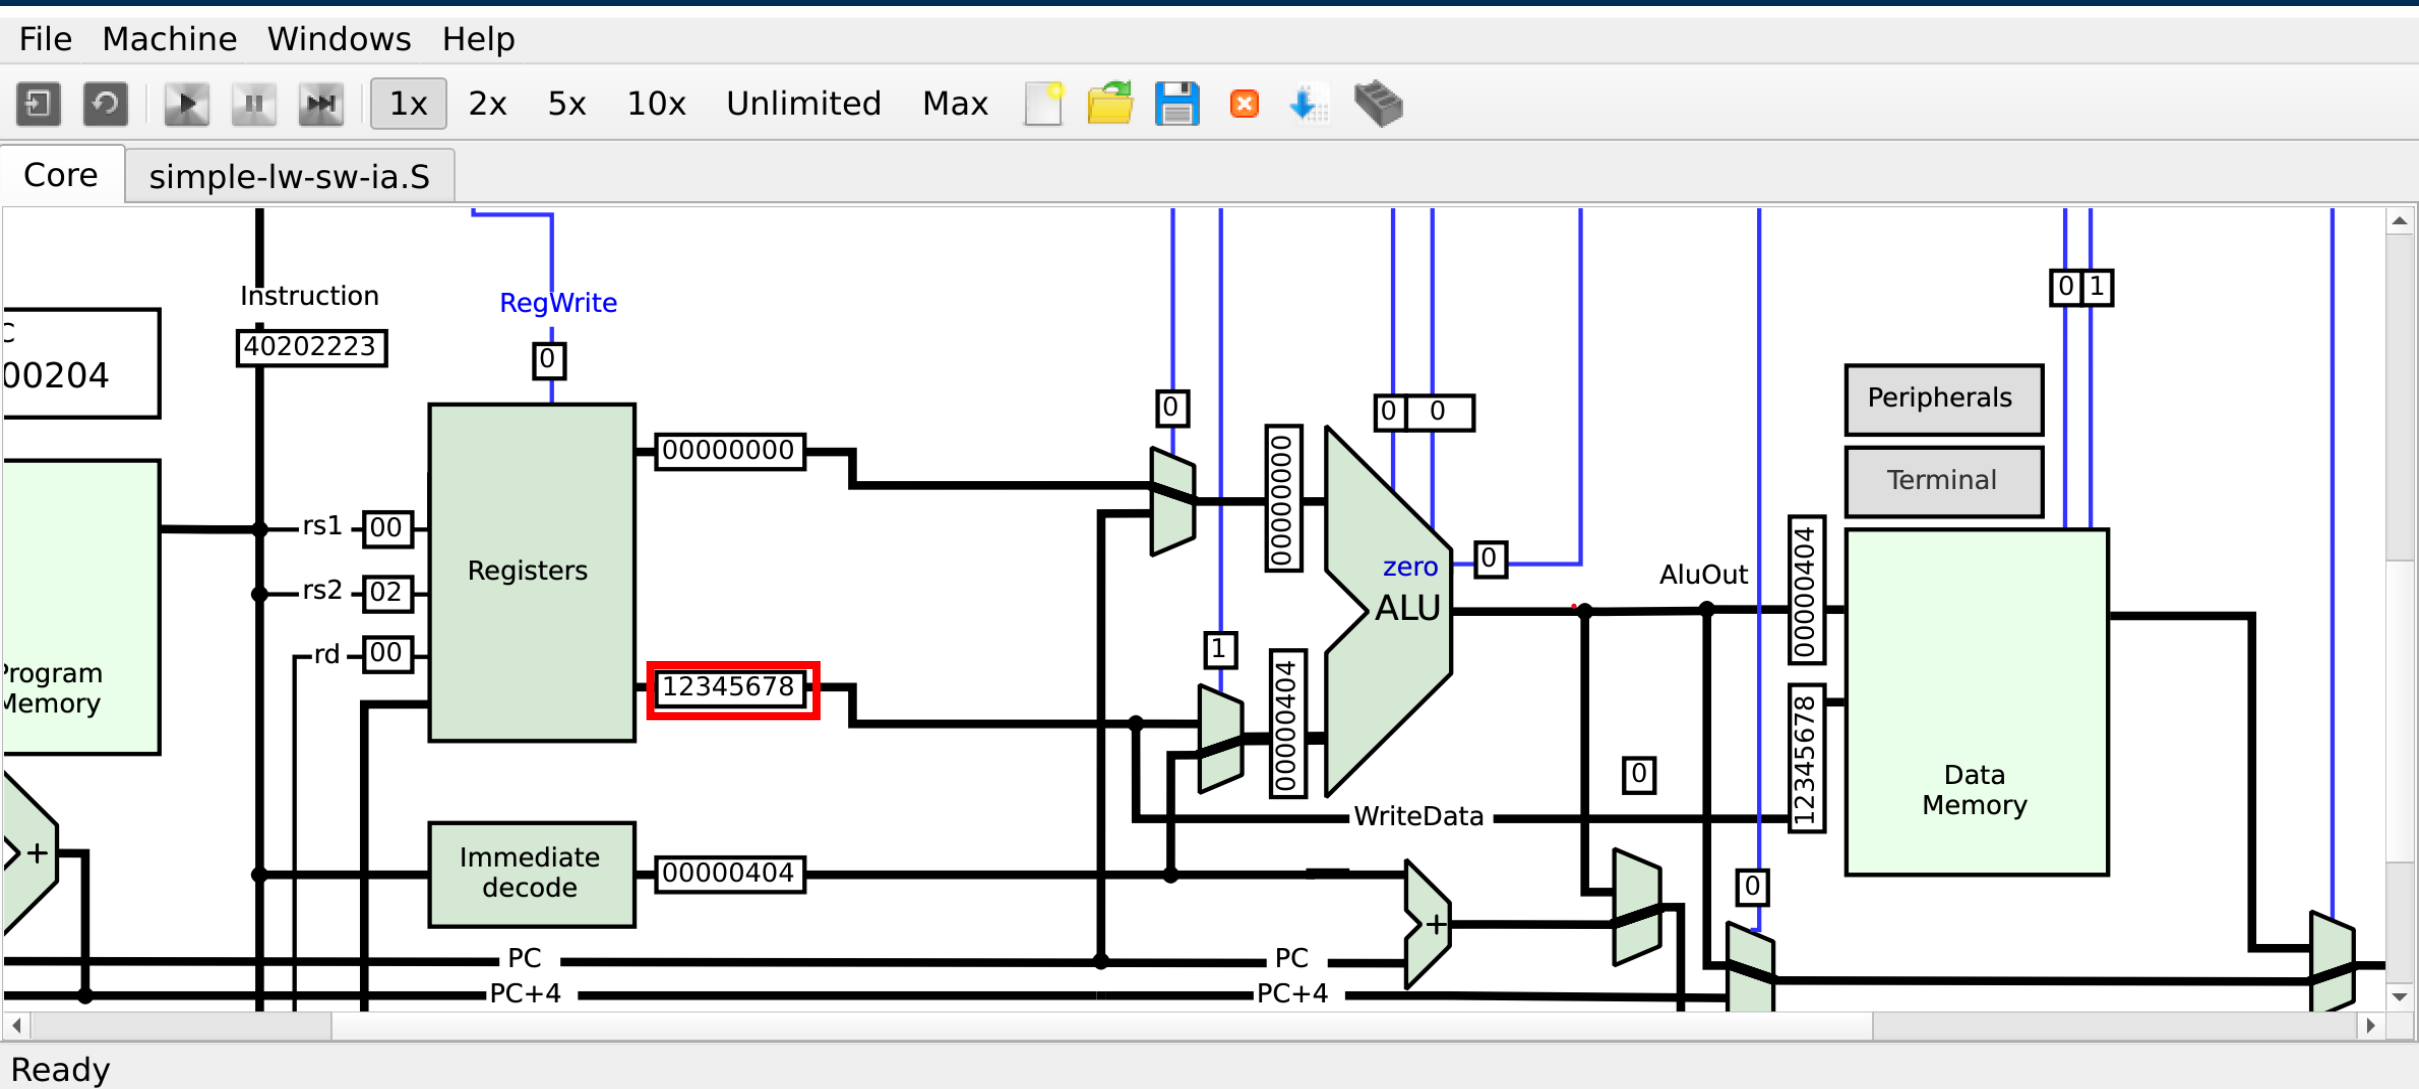 File Machine Windows Help
1x 2x 5x 10x Unlimited Max
Core simple-lw-sw-ia.S
Instruction
RegWrite
0 1
C
00204
40202223
0
Peripherals
0
0 0
00000000
00000000
Terminal
rs1 00
zero 0
AluOut
00000404
Registers
rs2 02
ALU
rd 00
1
Program
Memory
12345678
00000404
12345678
0
Data
Memory
WriteData
+
Immediate
decode
00000404
0
+
PC PC
PC+4 PC+4
Ready